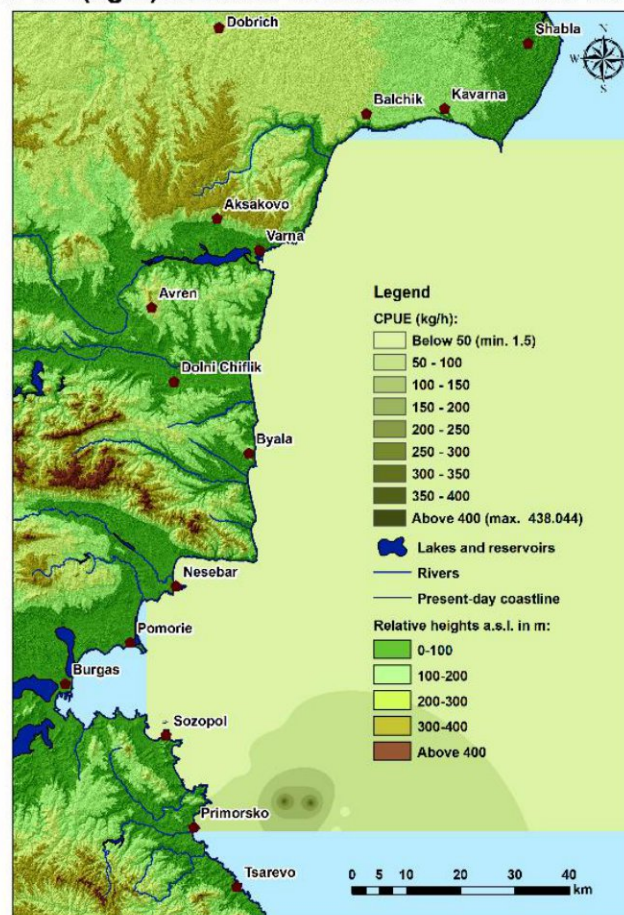 Dobrich
Shabla
N
W E
S
Balchik
Kavarna
Aksakovo
Varna
Avren
Dolni Chiflik
Byala
Nesebar
Pomorie
Burgas
Sozopol
Primorsko
Tsarevo
Legend
CPUE (kg/h):
Below 50 (min. 1.5)
50 - 100
100 - 150
150 - 200
200 - 250
250 - 300
300 - 350
350 - 400
Above 400 (max. 438.044)
Lakes and reservoirs
Rivers
Present-day coastline
Relative heights a.s.l. in m:
0-100
100-200
200-300
300-400
Above 400
0 5 10 20 30 40
km